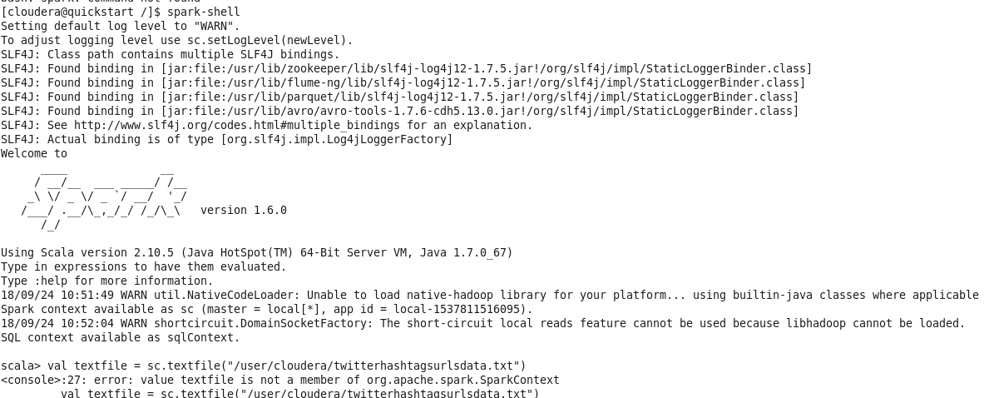 bash: spark: command not found
[cloudera@quickstart /]$ spark-shell
Setting default log level to "WARN".
To adjust logging level use sc.setLogLevel(newLevel).
SLF4J: Class path contains multiple SLF4J bindings.
SLF4J: Found binding in [jar:file:/usr/lib/zookeeper/lib/slf4j-log4j12-1.7.5.jar!/org/slf4j/impl/StaticLoggerBinder.class]
SLF4J: Found binding in [jar:file:/usr/lib/flume-ng/lib/slf4j-log4j12-1.7.5.jar!/org/slf4j/impl/StaticLoggerBinder.class]
SLF4J: Found binding in [jar:file:/usr/lib/parquet/lib/slf4j-log4j12-1.7.5.jar!/org/slf4j/impl/StaticLoggerBinder.class]
SLF4J: Found binding in [jar:file:/usr/lib/avro/avro-tools-1.7.6-cdh5.13.0.jar!/org/slf4j/impl/StaticLoggerBinder.class]
SLF4J: See http://www.slf4j.org/codes.html#multiple_bindings for an explanation.
SLF4J: Actual binding is of type [org.slf4j.impl.Log4jLoggerFactory]
Welcome to
      ____              __
     / __/__  ___ _____/ /__
    _\ \/ _ \/ _ `/ __/  '_/
   /___/ .__/\_,_/_/ /_/\_\   version 1.6.0
      /_/
Using Scala version 2.10.5 (Java HotSpot(TM) 64-Bit Server VM, Java 1.7.0_67)
Type in expressions to have them evaluated.
Type :help for more information.
18/09/24 10:51:49 WARN util.NativeCodeLoader: Unable to load native-hadoop library for your platform... using builtin-java classes where applicable
Spark context available as sc (master = local[*], app id = local-1537811516095).
18/09/24 10:52:04 WARN shortcircuit.DomainSocketFactory: The short-circuit local reads feature cannot be used because libhadoop cannot be loaded.
SQL context available as sqlContext.
scala> val textfile = sc.textfile("/user/cloudera/twitterhashtagsurlsdata.txt")
<console>:27: error: value textfile is not a member of org.apache.spark.SparkContext
         val textfile = sc.textfile("/user/cloudera/twitterhashtagsurlsdata.txt")